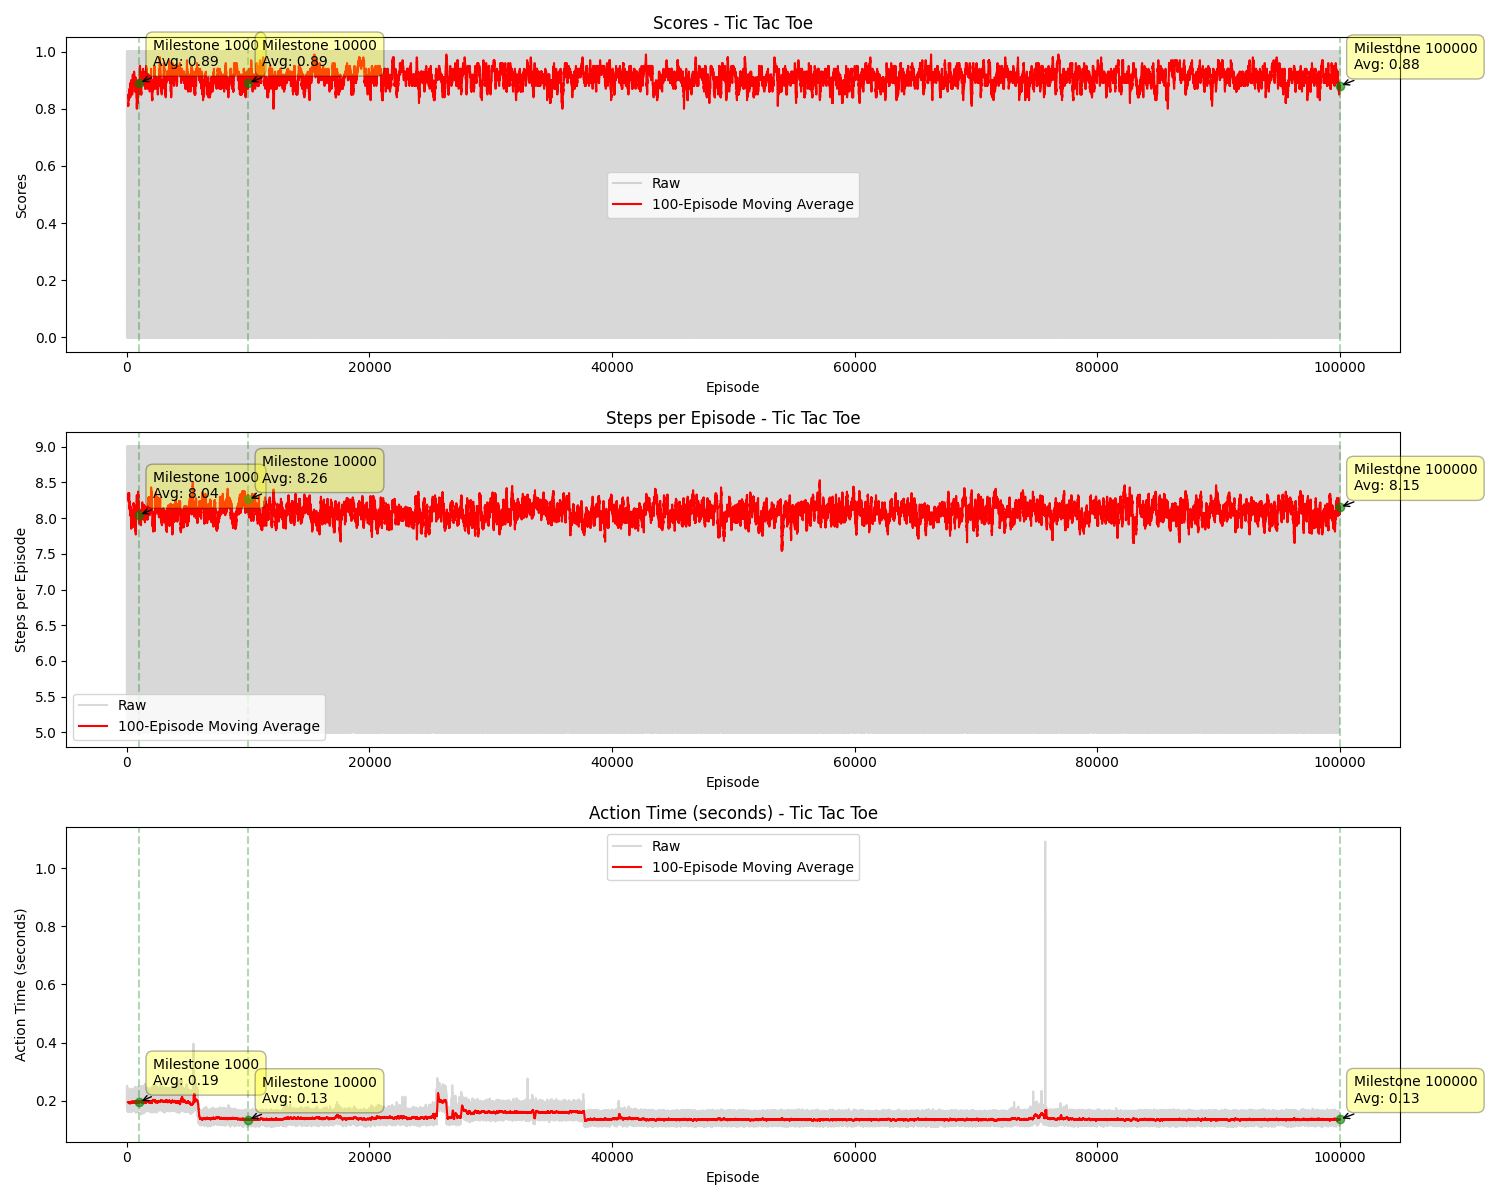 Scores - Tic Tac Toe
Milestone 1000
Avg: 0.89
Milestone 10000
Avg: 0.89
Milestone 100000
Avg: 0.88
1.0
0.8
0.6
0.4
0.2
0.0
Scores
Raw
100-Episode Moving Average
0
20000
40000
60000
80000
100000
Episode
Steps per Episode - Tic Tac Toe
Milestone 1000
Avg: 8.04
Milestone 10000
Avg: 8.26
Milestone 100000
Avg: 8.15
9.0
8.5
8.0
7.5
7.0
6.5
6.0
5.5
5.0
Steps per Episode
Raw
100-Episode Moving Average
0
20000
40000
60000
80000
100000
Episode
Action Time (seconds) - Tic Tac Toe
Raw
100-Episode Moving Average
1.0
0.8
0.6
0.4
0.2
Action Time (seconds)
Milestone 1000
Avg: 0.19
Milestone 10000
Avg: 0.13
Milestone 100000
Avg: 0.13
0
20000
40000
60000
80000
100000
Episode